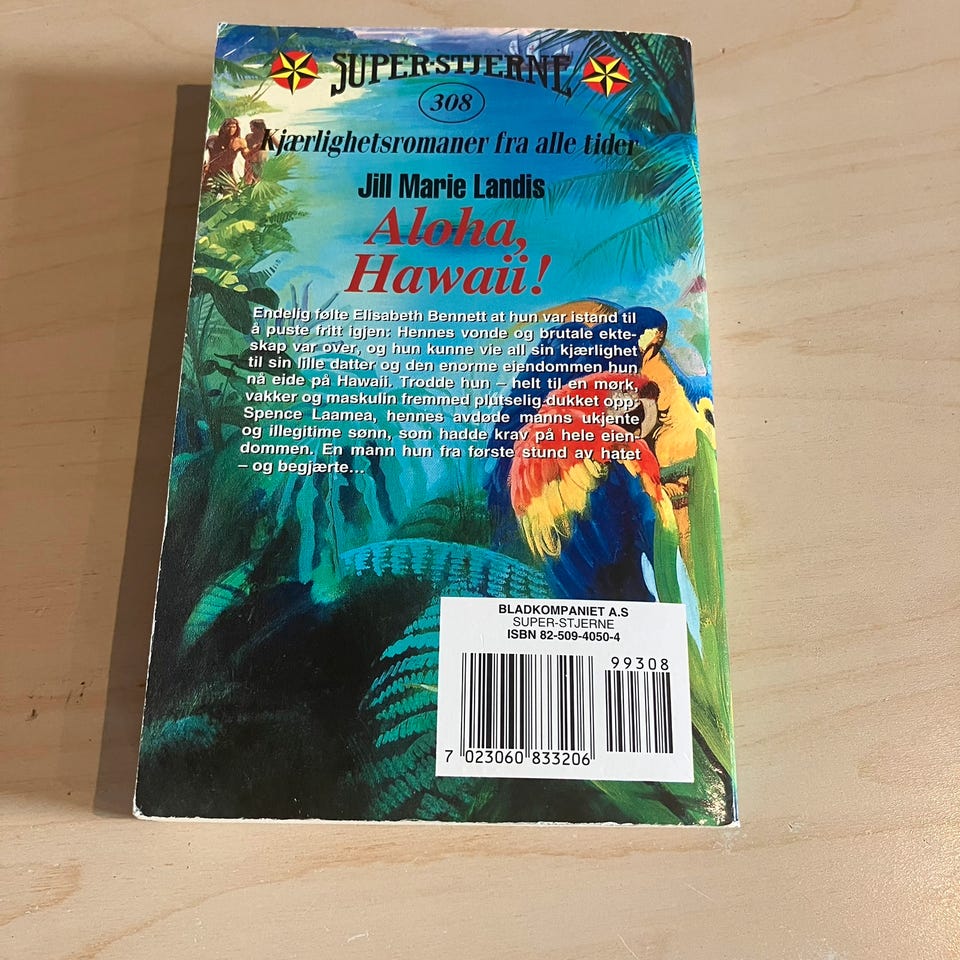 SUPER-STJERNE
308
Kjærlighetsromaner fra alle tider
Jill Marie Landis
Aloha,
Hawaii!
Endelig følte Elisabeth Bennett at hun var istand til
å puste fritt igjen: Hennes vonde og brutale ekte-
skap var over, og hun kunne vie all sin kjærlighet
til sin lille datter og den enorme eiendommen hun
nå eide på Hawaii. Trodde hun – helt til en mørk,
vakker og maskulin fremmed plutselig dukket opp.
Spence Laamea, hennes avdøde manns ukjente
og illegitime sønn, som hadde krav på hele eien-
dommen. En mann hun fra første stund av hatet
– og begjærte...
BLADKOMPANIET A.S
SUPER-STJERNE
ISBN 82-509-4050-4
99308
7 023060 833206